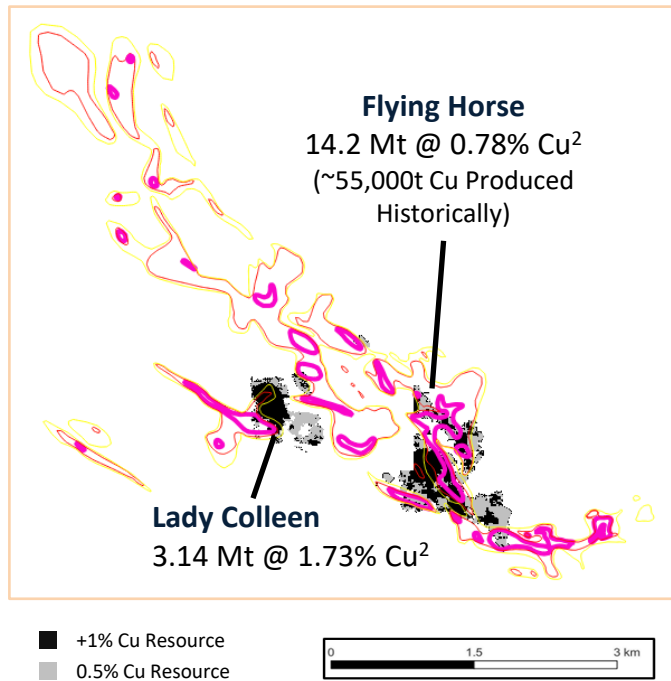 Flying Horse
14.2 Mt @ 0.78% Cu²
(~55,000t Cu Produced
Historically)
Lady Colleen
3.14 Mt @ 1.73% Cu²
+1% Cu Resource
0.5% Cu Resource
0 1.5 3 km